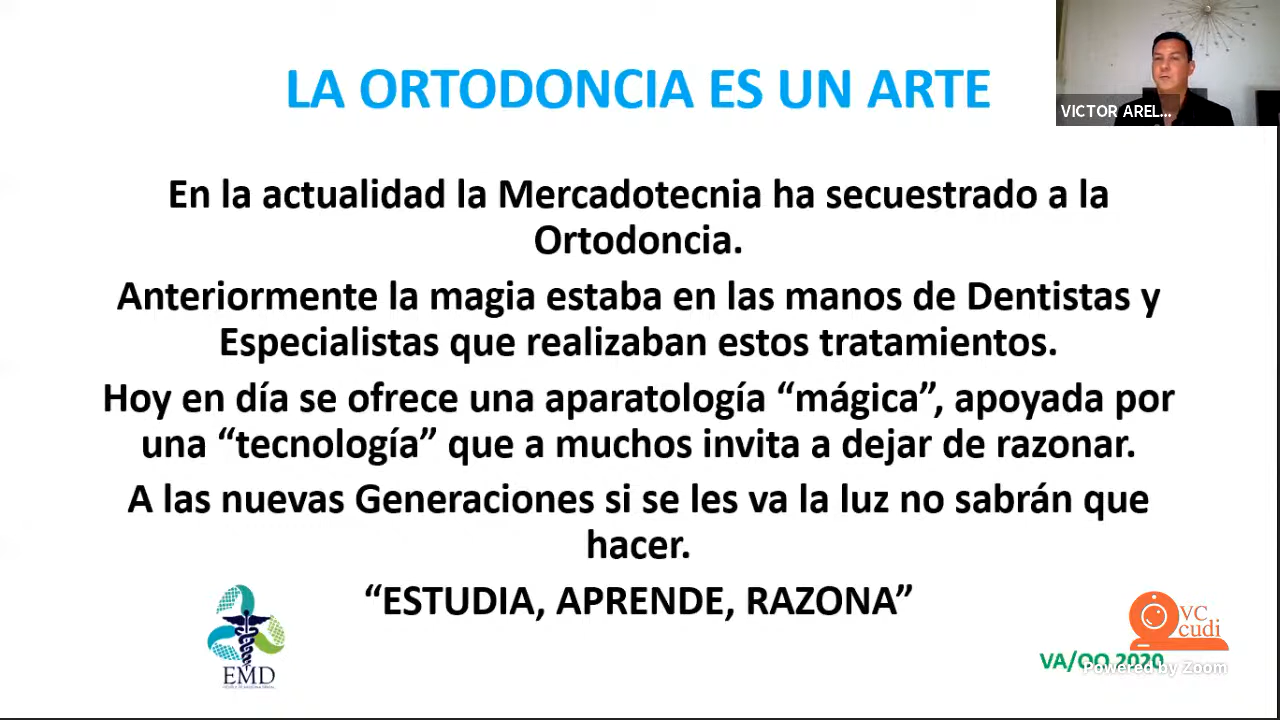 LA ORTODONCIA ES UN ARTE
VICTOR AREL...
En la actualidad la Mercadotecnia ha secuestrado a la
Ortodoncia.
Anteriormente la magia estaba en las manos de Dentistas y
Especialistas que realizaban estos tratamientos.
Hoy en día se ofrece una aparatología “mágica”, apoyada por
una “tecnología” que a muchos invita a dejar de razonar.
A las nuevas Generaciones si se les va la luz no sabrán que
hacer.
“ESTUDIA, APRENDE, RAZONA”
EMD
VC
cudi
VA/OO 2020
Powered by Zoom